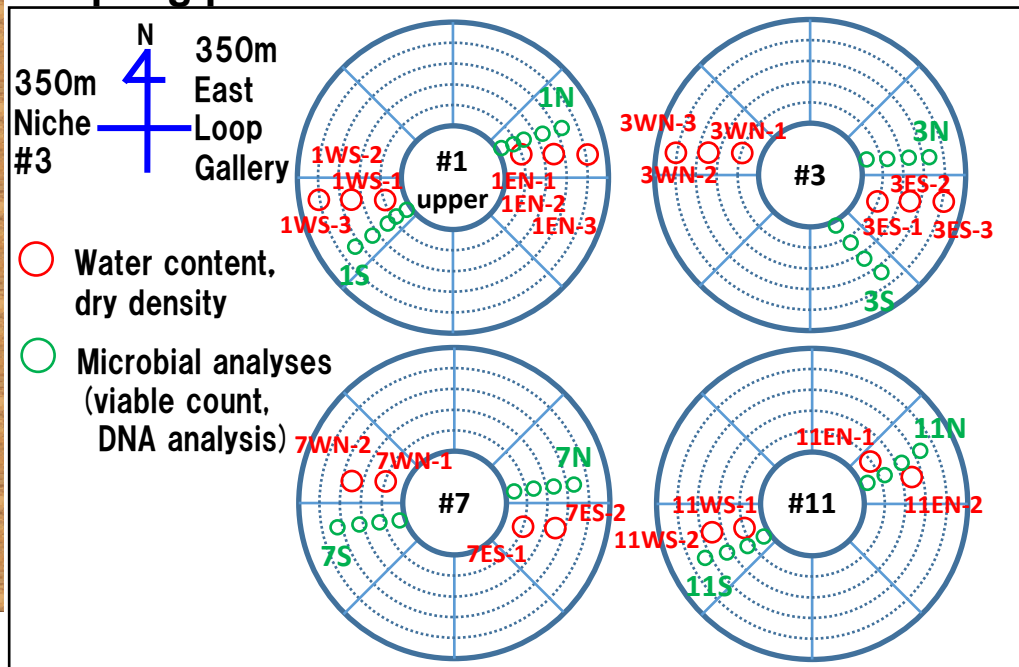 N
350m
Niche
#3
350m
East
Loop
Gallery
Water content,
dry density
Microbial analyses
(viable count,
DNA analysis)
1N
1WS-2
1WS-1
1WS-3
#1
upper
1EN-1
1EN-2
1EN-3
1S
3WN-3
3WN-1
3WN-2
#3
3N
3ES-2
3ES-1
3ES-3
3S
7WN-2
7WN-1
#7
7N
7ES-2
7ES-1
7S
11EN-1
11N
11WS-1
#11
11EN-2
11WS-2
11S